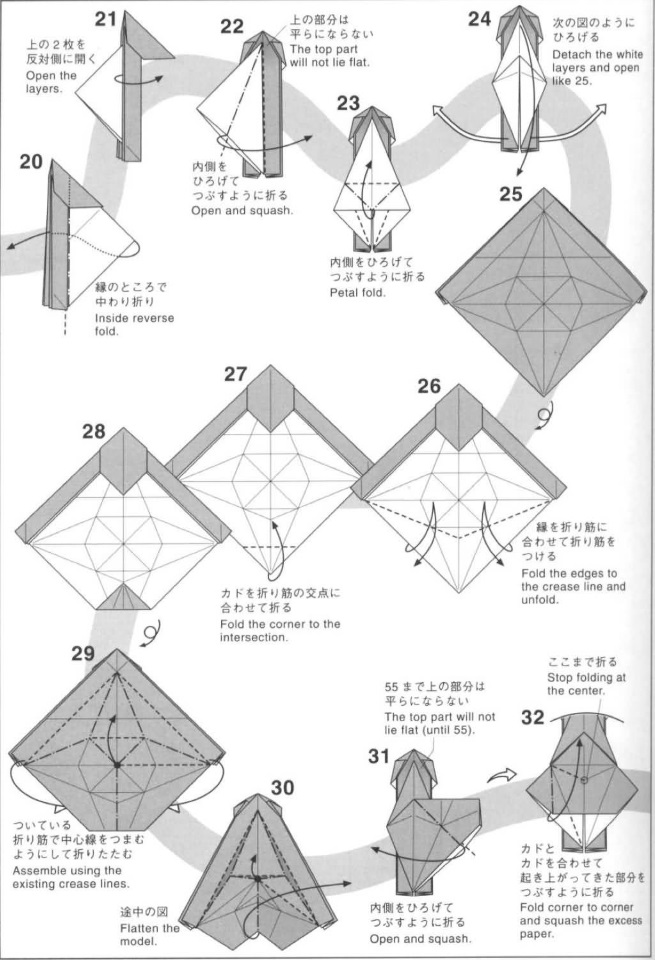 21
上の2枚を
反対側に開く
Open the
layers.
22
上の部分は
平らにならない
The top part
will not lie flat.
内側を
ひろげて
つぶすように折る
Open and squash.
23
内側をひろげて
つぶすように折る
Petal fold.
24
次の図のように
ひろげる
Detach the white
layers and open
like 25.
20
縁のところで
中わり折り
Inside reverse
fold.
25
27
カドを折り筋の交点に
合わせて折る
Fold the corner to the
intersection.
26
縁を折り筋に
合わせて折り筋を
つける
Fold the edges to
the crease line and
unfold.
28
29
ついている
折り筋で中心線をつまむ
ようにして折りたたむ
Assemble using the
existing crease lines.
30
途中の図
Flatten the
model.
55まで上の部分は
平らにならない
The top part will not
lie flat (until 55).
31
内側をひろげて
つぶすように折る
Open and squash.
ここまで折る
Stop folding at
the center.
32
カドと
カドを合わせて
起き上がってきた部分を
つぶすように折る
Fold corner to corner
and squash the excess
paper.